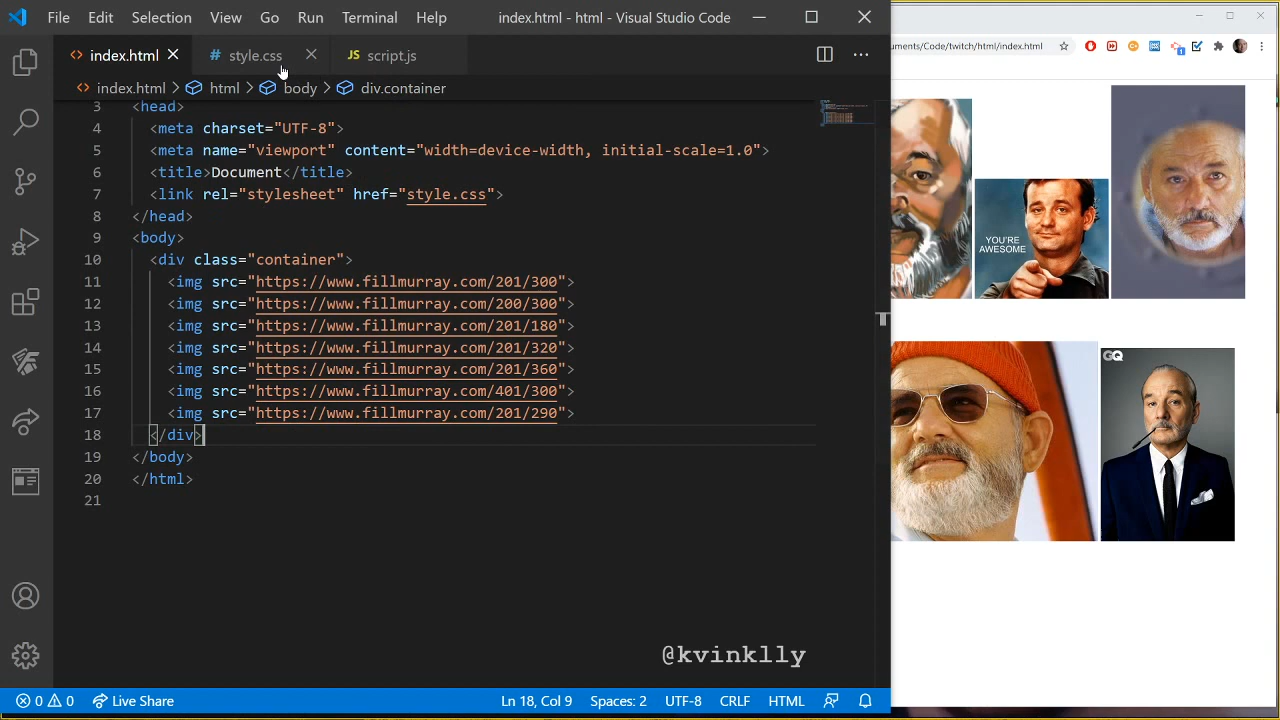 File Edit Selection View Go Run Terminal Help index.html - html - Visual Studio Code
index.html style.css JS script.js
index.html > html > body > div.container
uments/Code/twitch/html/index.html
3 <head>
4 <meta charset="UTF-8">
5 <meta name="viewport" content="width=device-width, initial-scale=1.0">
6 <title>Document</title>
7 <link rel="stylesheet" href="style.css">
8 </head>
9 <body>
10 <div class="container">
11 <img src="https://www.fillmurray.com/201/300">
12 <img src="https://www.fillmurray.com/200/300">
13 <img src="https://www.fillmurray.com/201/180">
14 <img src="https://www.fillmurray.com/201/320">
15 <img src="https://www.fillmurray.com/201/360">
16 <img src="https://www.fillmurray.com/401/300">
17 <img src="https://www.fillmurray.com/201/290">
18 </div>
19 </body>
20 </html>
21
YOU'RE
AWESOME
GQ
@kvinklly
0 0 Live Share Ln 18, Col 9 Spaces: 2 UTF-8 CRLF HTML